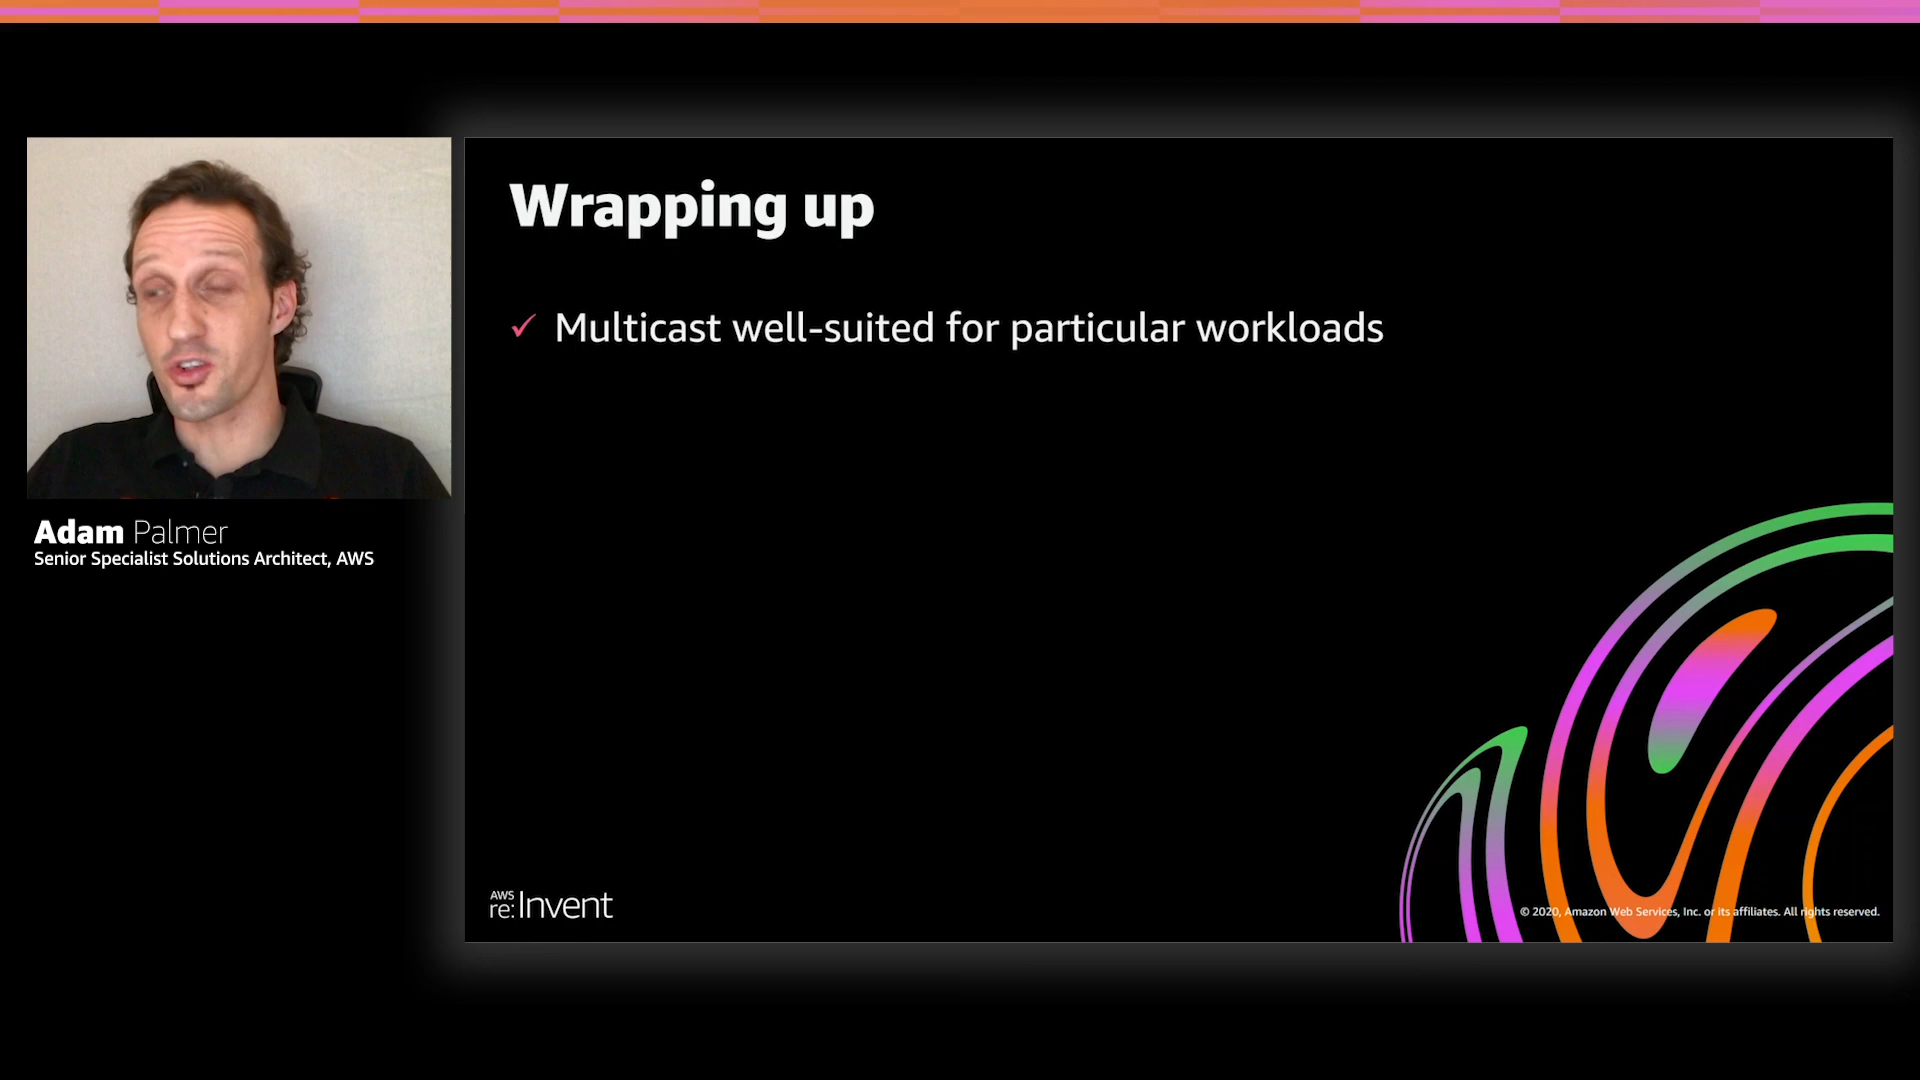 Wrapping up
✓ Multicast well-suited for particular workloads
Adam Palmer
Senior Specialist Solutions Architect, AWS
AWS
re:Invent
© 2020, Amazon Web Services, Inc. or its affiliates. All rights reserved.